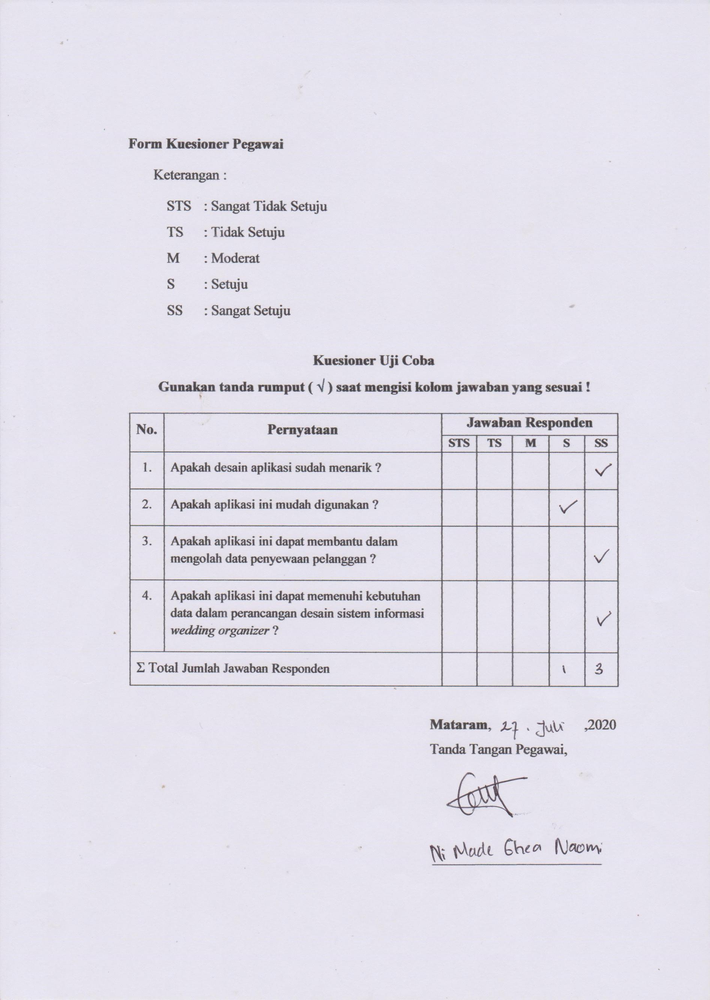 Form Kuesioner Pegawai
Keterangan :
STS : Sangat Tidak Setuju
TS : Tidak Setuju
M : Moderat
S : Setuju
SS : Sangat Setuju
Kuesioner Uji Coba
Gunakan tanda rumput ( √ ) saat mengisi kolom jawaban yang sesuai !
No. Pernyataan Jawaban Responden
STS TS M S SS
1. Apakah desain aplikasi sudah menarik ? ✓
2. Apakah aplikasi ini mudah digunakan ? ✓
3. Apakah aplikasi ini dapat membantu dalam
mengolah data penyewaan pelanggan ? ✓
4. Apakah aplikasi ini dapat memenuhi kebutuhan
data dalam perancangan desain sistem informasi
wedding organizer ? ✓
Σ Total Jumlah Jawaban Responden 1 3
Mataram, 27. Juli ,2020
Tanda Tangan Pegawai,
Ni Made Ghea Naomi